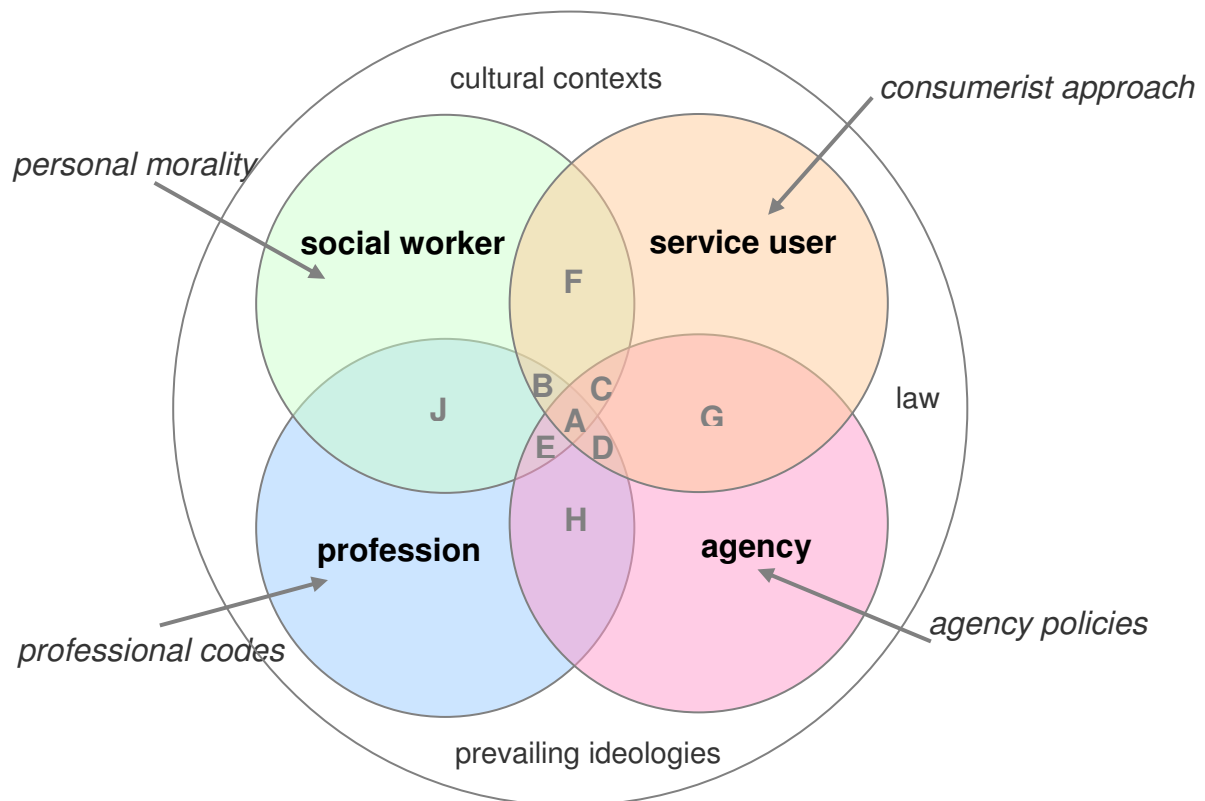 cultural contexts
consumerist approach
personal morality
social worker
service user
F
B
C
J
A
G
law
E
D
H
profession
agency
professional codes
agency policies
prevailing ideologies